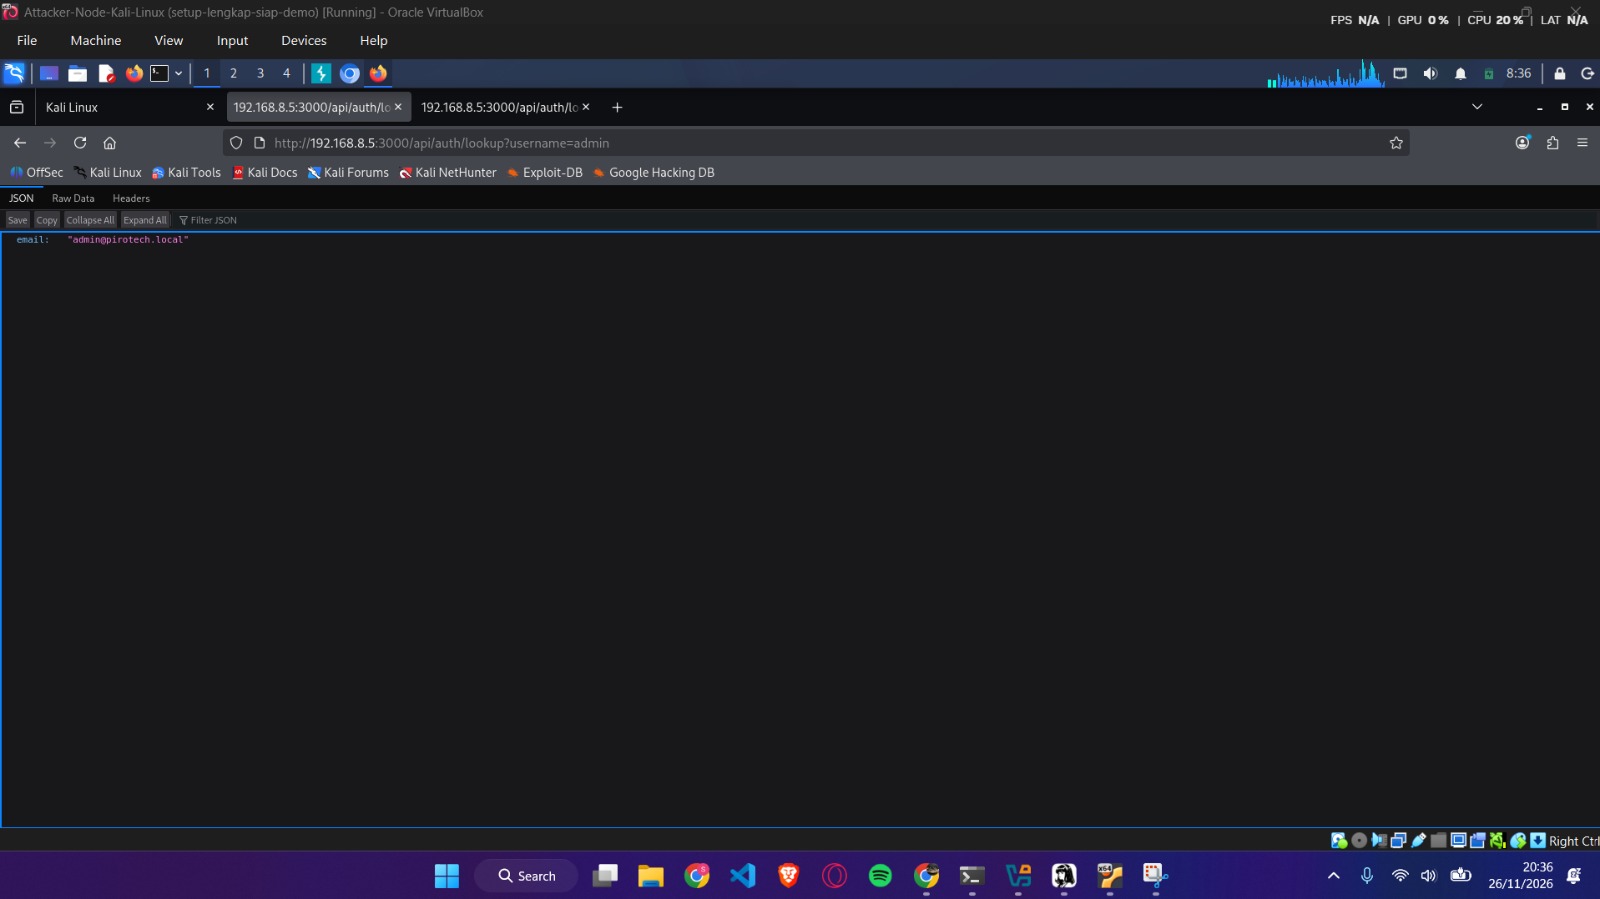 Attacker-Node-Kali-Linux (setup-lengkap-siap-demo) [Running] - Oracle VirtualBox
FPS N/A | GPU 0 % | CPU 20 % | LAT N/A
File Machine View Input Devices Help
1 2 3 4 8:36
Kali Linux 192.168.8.5:3000/api/auth/lo 192.168.8.5:3000/api/auth/lo
http://192.168.8.5:3000/api/auth/lookup?username=admin
OffSec Kali Linux Kali Tools Kali Docs Kali Forums Kali NetHunter Exploit-DB Google Hacking DB
JSON Raw Data Headers
Save Copy Collapse All Expand All Filter JSON
email: "admin@pirotech.local"
Right Ctrl
Search 20:36
26/11/2026